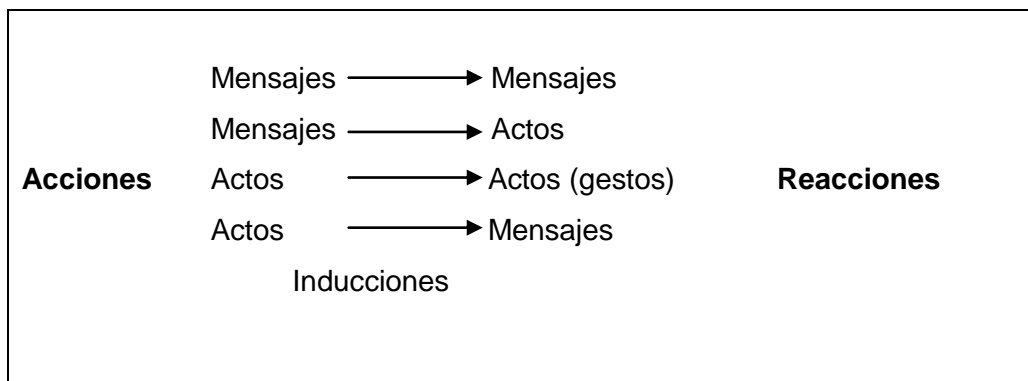 Mensajes Mensajes
Mensajes Actos
Acciones Actos Actos (gestos) Reacciones
Actos Mensajes
Inducciones